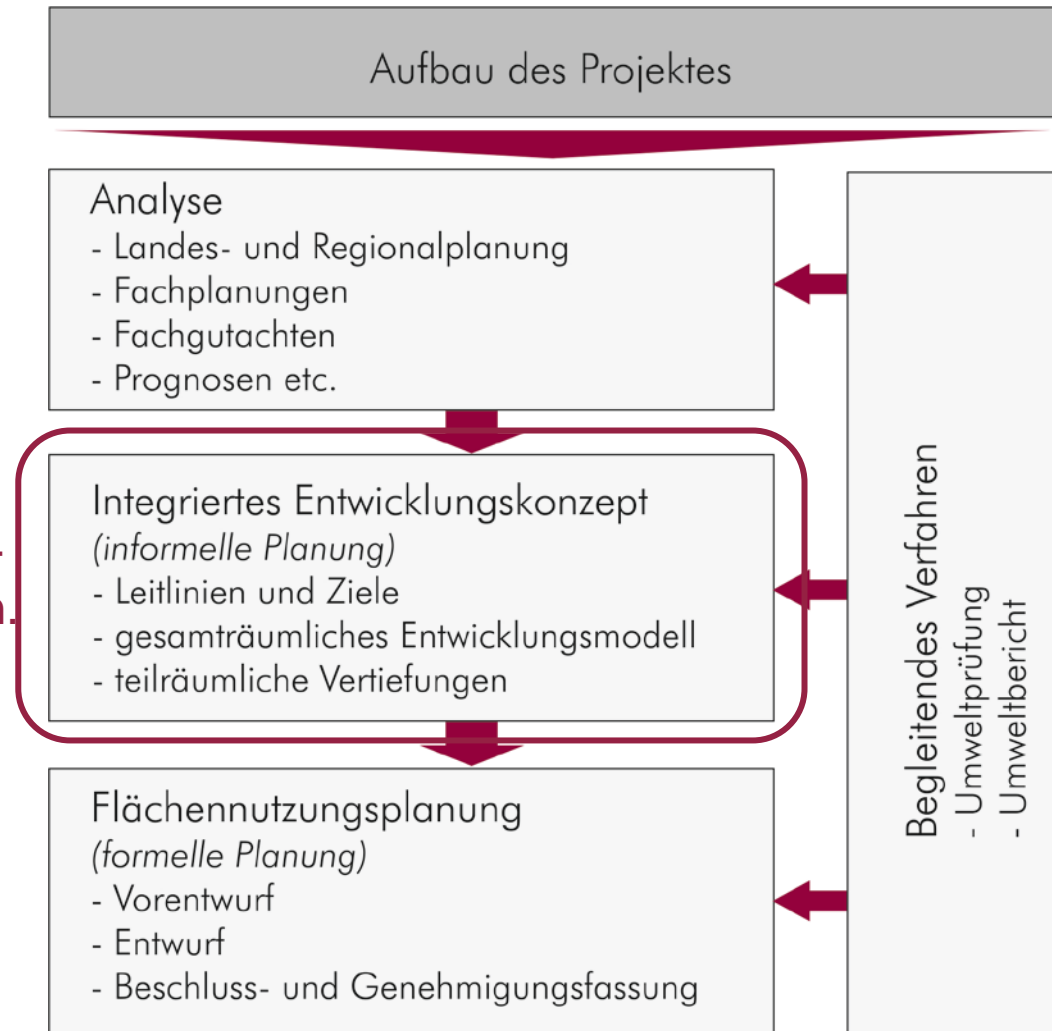 Aufbau des Projektes
Analyse
- Landes- und Regionalplanung
- Fachplanungen
- Fachgutachten
- Prognosen etc.
Integriertes Entwicklungskonzept
(informelle Planung)
- Leitlinien und Ziele
- gesamträumliches Entwicklungsmodell
- teilräumliche Vertiefungen
Flächennutzungsplanung
(formelle Planung)
- Vorentwurf
- Entwurf
- Beschluss- und Genehmigungsfassung
Begleitendes Verfahren
- Umweltprüfung
- Umweltbericht